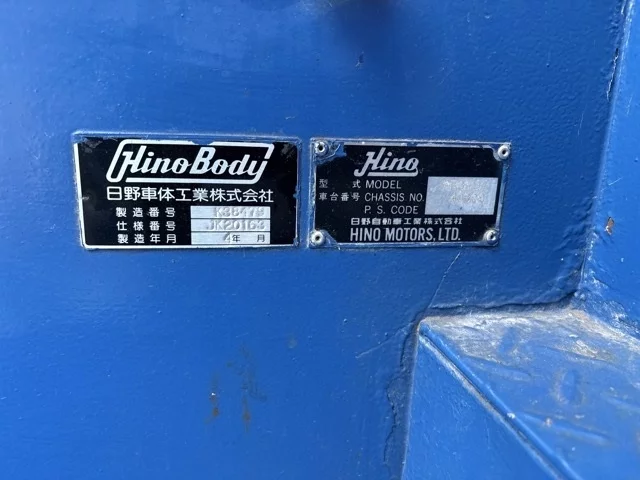 HinoBody
日野車体工業株式会社
製造番号
仕様番号 JK20163
製造年月 4年 月
Hino
型式 MODEL
車台番号 CHASSIS NO.
P. S. CODE
日野自動車工業株式会社
HINO MOTORS, LTD.